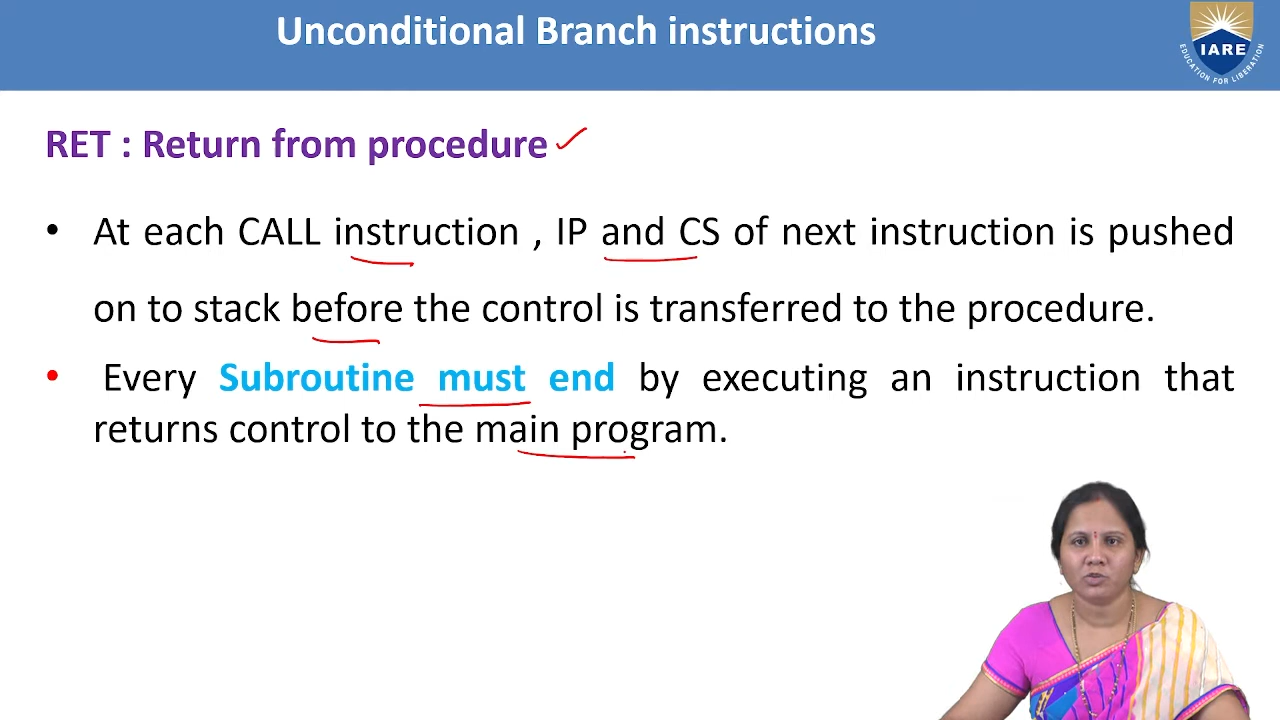 Unconditional Branch instructions
IARE
EDUCATION FOR LIBERATION
RET : Return from procedure
• At each CALL instruction , IP and CS of next instruction is pushed
on to stack before the control is transferred to the procedure.
• Every Subroutine must end by executing an instruction that
returns control to the main program.